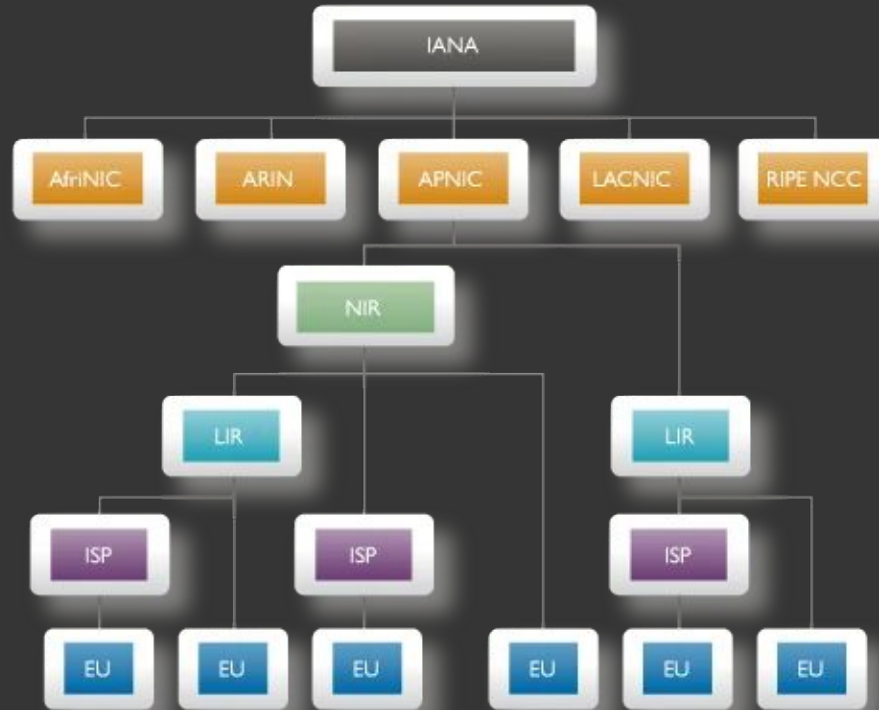 IANA
AfriNIC
ARIN
APNIC
LACNIC
RIPE NCC
NIR
LIR
LIR
ISP
ISP
ISP
EU
EU
EU
EU
EU
EU